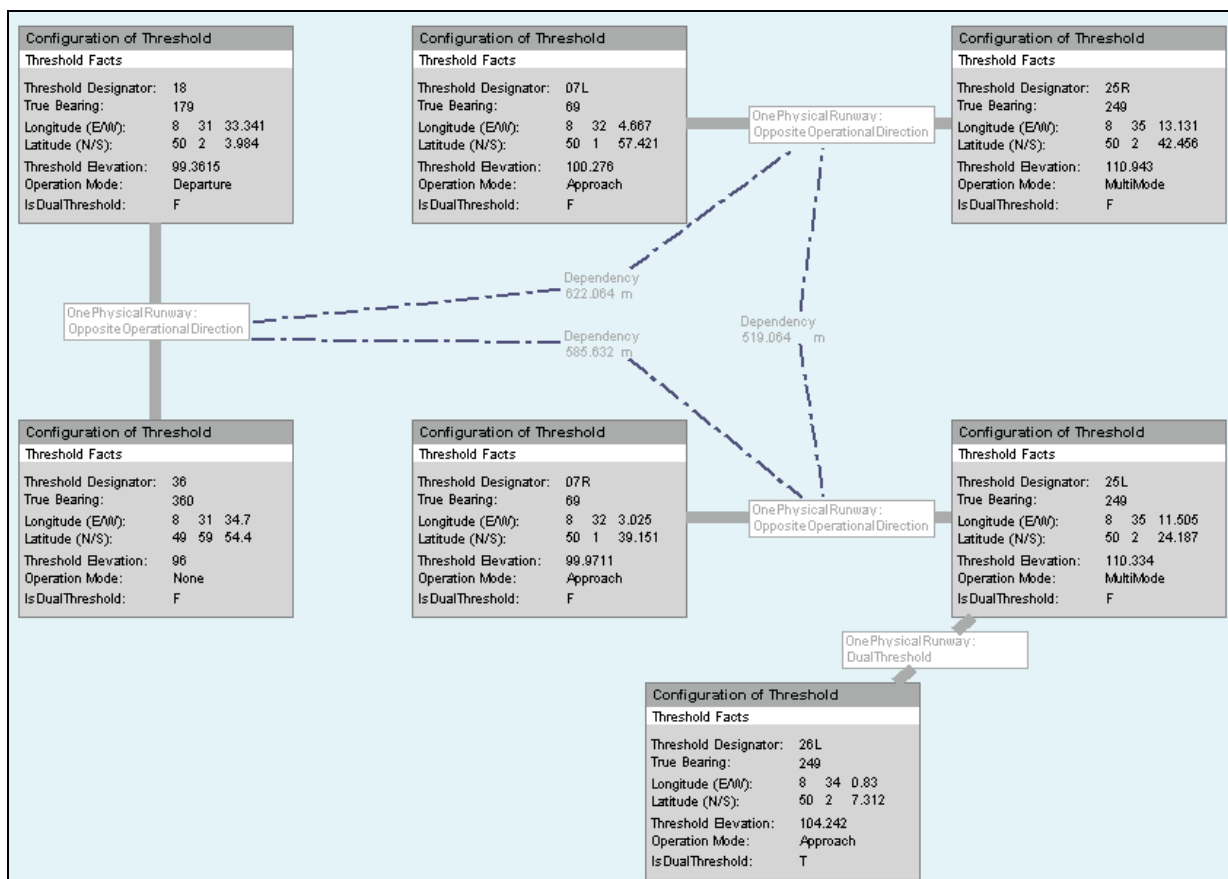 Configuration of Threshold
Threshold Facts
Threshold Designator: 18
True Bearing: 179
Longitude (E/W): 8 31 33.341
Latitude (N/S): 50 2 3.984
Threshold Elevation: 99.3615
Operation Mode: Departure
IsDualThreshold: F
Configuration of Threshold
Threshold Facts
Threshold Designator: 07L
True Bearing: 69
Longitude (E/W): 8 32 4.667
Latitude (N/S): 50 1 57.421
Threshold Elevation: 100.276
Operation Mode: Approach
IsDualThreshold: F
OnePhysicalRunway:
OppositeOperationalDirection
Configuration of Threshold
Threshold Facts
Threshold Designator: 25R
True Bearing: 249
Longitude (E/W): 8 35 13.131
Latitude (N/S): 50 2 42.456
Threshold Elevation: 110.943
Operation Mode: MultiMode
IsDualThreshold: F
OnePhysicalRunway:
OppositeOperationalDirection
Dependency
622.064 m
Dependency
585.632 m
Dependency
519.064 m
Configuration of Threshold
Threshold Facts
Threshold Designator: 36
True Bearing: 360
Longitude (E/W): 8 31 34.7
Latitude (N/S): 49 59 54.4
Threshold Elevation: 96
Operation Mode: None
IsDualThreshold: F
Configuration of Threshold
Threshold Facts
Threshold Designator: 07R
True Bearing: 69
Longitude (E/W): 8 32 3.025
Latitude (N/S): 50 1 39.151
Threshold Elevation: 99.9711
Operation Mode: Approach
IsDualThreshold: F
OnePhysicalRunway:
OppositeOperationalDirection
Configuration of Threshold
Threshold Facts
Threshold Designator: 25L
True Bearing: 249
Longitude (E/W): 8 35 11.505
Latitude (N/S): 50 2 24.187
Threshold Elevation: 110.334
Operation Mode: MultiMode
IsDualThreshold: F
OnePhysicalRunway:
DualThreshold
Configuration of Threshold
Threshold Facts
Threshold Designator: 26L
True Bearing: 249
Longitude (E/W): 8 34 0.83
Latitude (N/S): 50 2 7.312
Threshold Elevation: 104.242
Operation Mode: Approach
IsDualThreshold: T